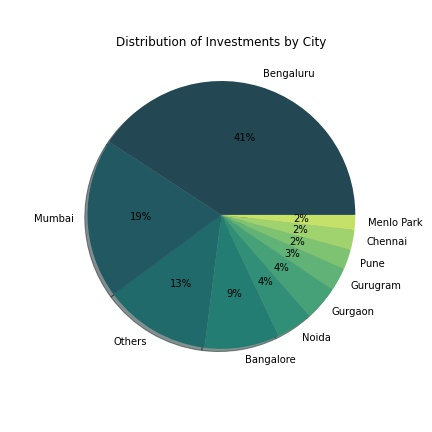 Distribution of Investments by City
Bengaluru
41%
Mumbai
19%
Others
13%
Bangalore
9%
Noida
4%
Gurgaon
4%
Gurugram
3%
Pune
2%
Chennai
2%
Menlo Park
2%